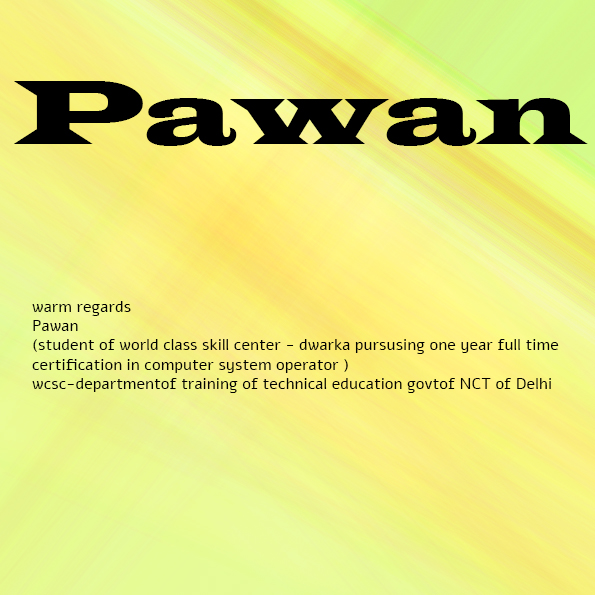 Pawan
warm regards
Pawan
(student of world class skill center - dwarka pursusing one year full time
certification in computer system operator )
wcsc-departmentof training of technical education govtof NCT of Delhi